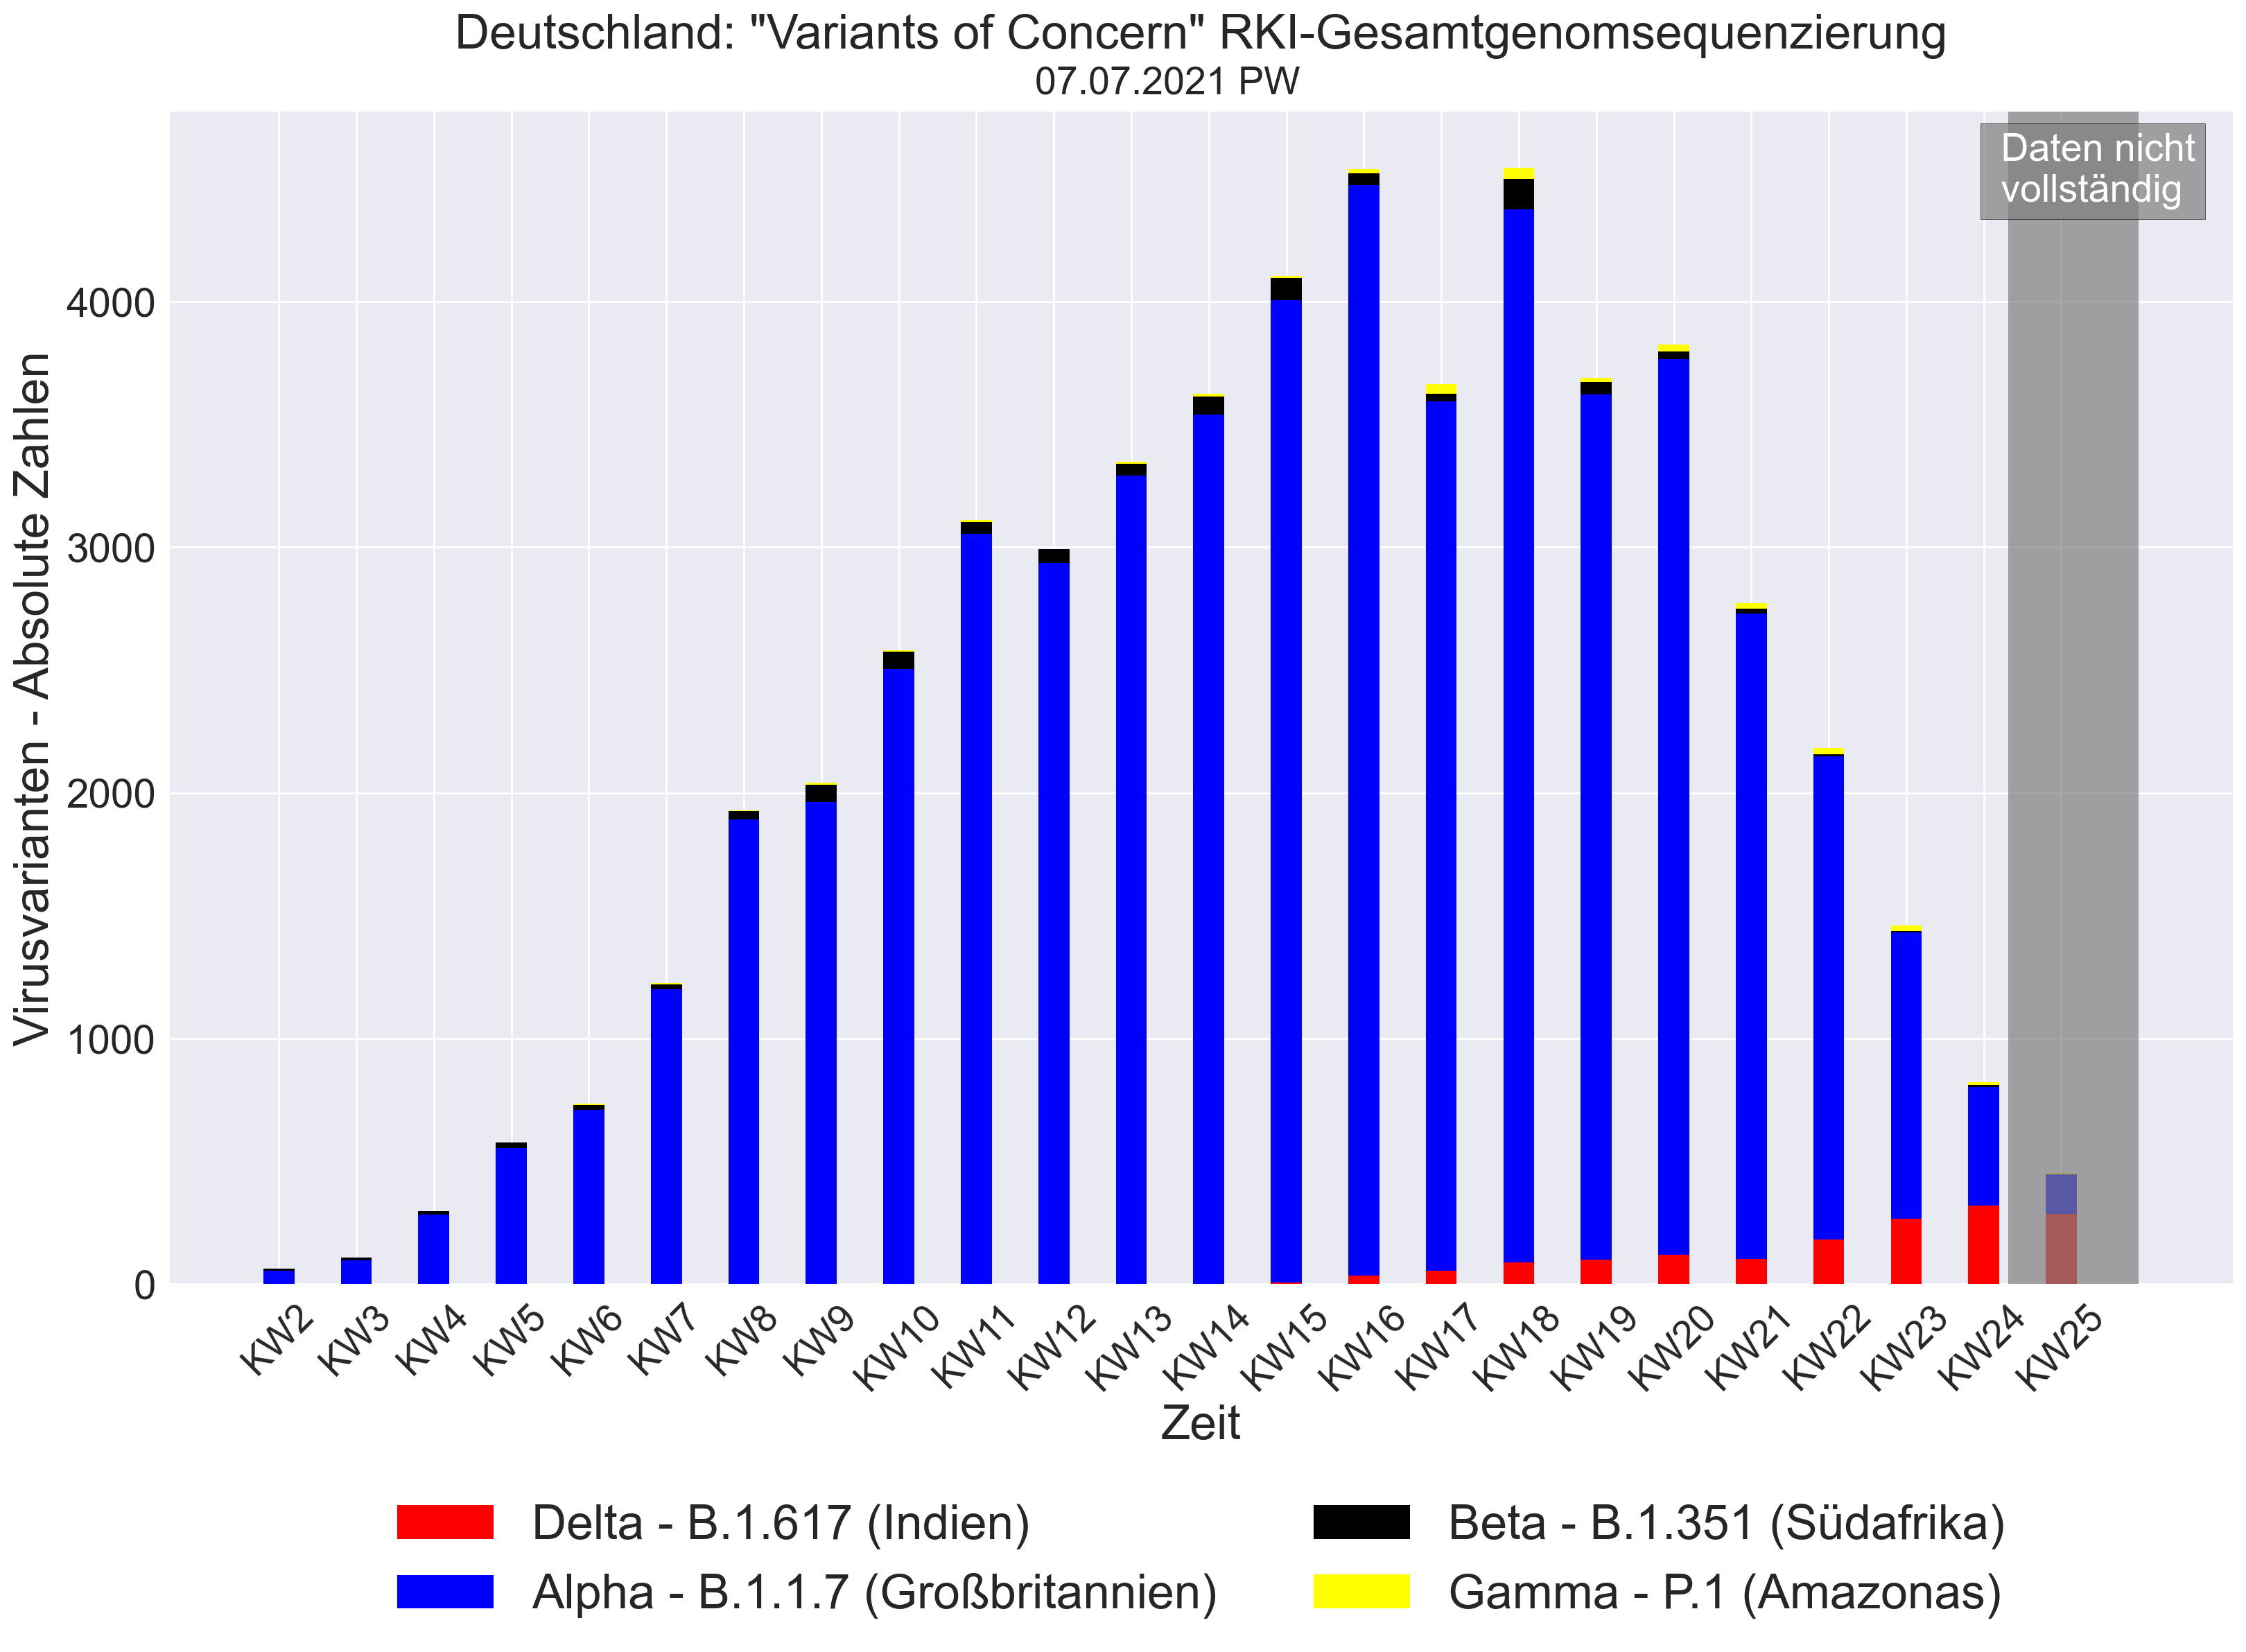 Deutschland: "Variants of Concern" RKI-Gesamtgenomsequenzierung
07.07.2021 PW
Daten nicht
vollständig
Virusvarianten - Absolute Zahlen
4000
3000
2000
1000
0
KW2
KW3
KW4
KW5
KW6
KW7
KW8
KW9
KW10
KW11
KW12
KW13
KW14
KW15
KW16
KW17
KW18
KW19
KW20
KW21
KW22
KW23
KW24
KW25
Zeit
Delta - B.1.617 (Indien)
Alpha - B.1.1.7 (Großbritannien)
Beta - B.1.351 (Südafrika)
Gamma - P.1 (Amazonas)